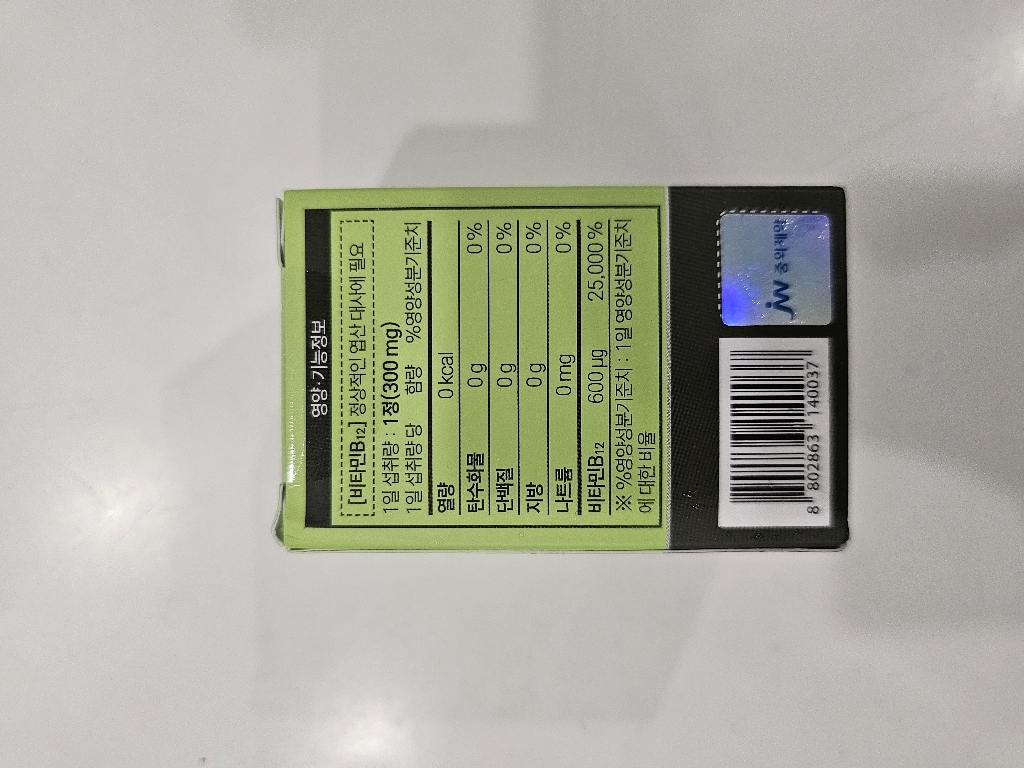 영양·기능정보
[비타민B12] 정상적인 엽산 대사에 필요
1일 섭취량 : 1정(300 mg)
1일 섭취량 당 함량 %영양성분기준치
열량 0 kcal
탄수화물 0 g 0 %
단백질 0 g 0 %
지방 0 g 0 %
나트륨 0 mg 0 %
비타민B12 600 µg 25,000 %
※ %영양성분기준치 : 1일 영양성분기준치
에 대한 비율
8 802863 140037
JW 중외제약